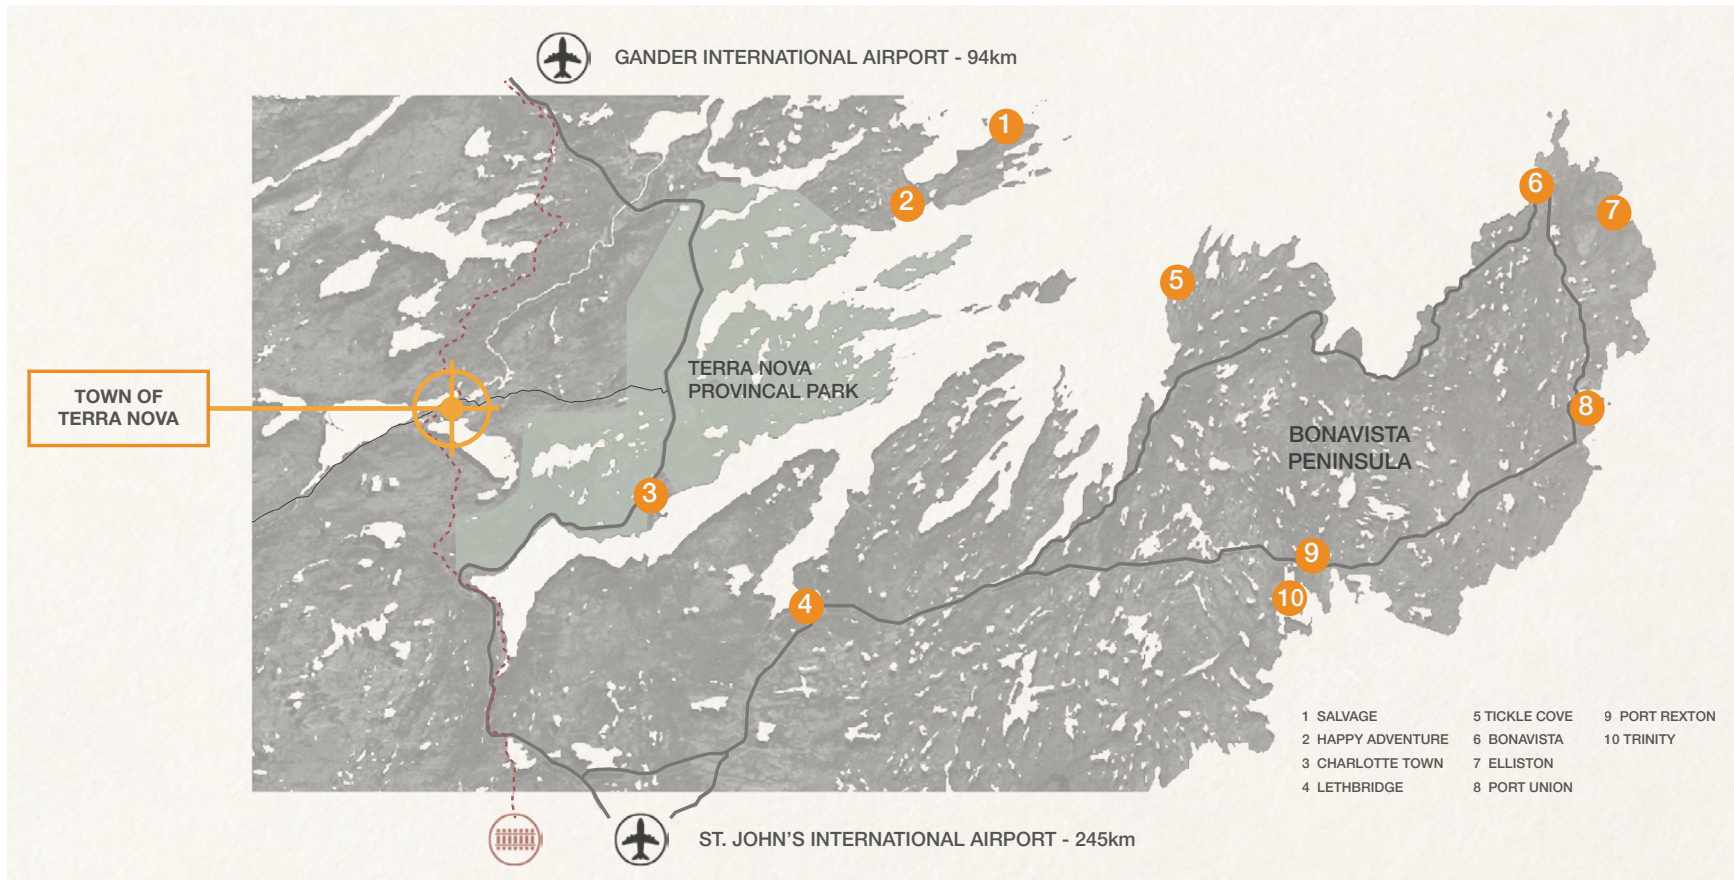 GANDER INTERNATIONAL AIRPORT - 94km
1
2
6
7
5
TERRA NOVA
PROVINCAL PARK
TOWN OF
TERRA NOVA
8
BONAVISTA
PENINSULA
3
9
10
4
1 SALVAGE
2 HAPPY ADVENTURE
3 CHARLOTTE TOWN
4 LETHBRIDGE
5 TICKLE COVE
6 BONAVISTA
7 ELLISTON
8 PORT UNION
9 PORT REXTON
10 TRINITY
ST. JOHN'S INTERNATIONAL AIRPORT - 245km